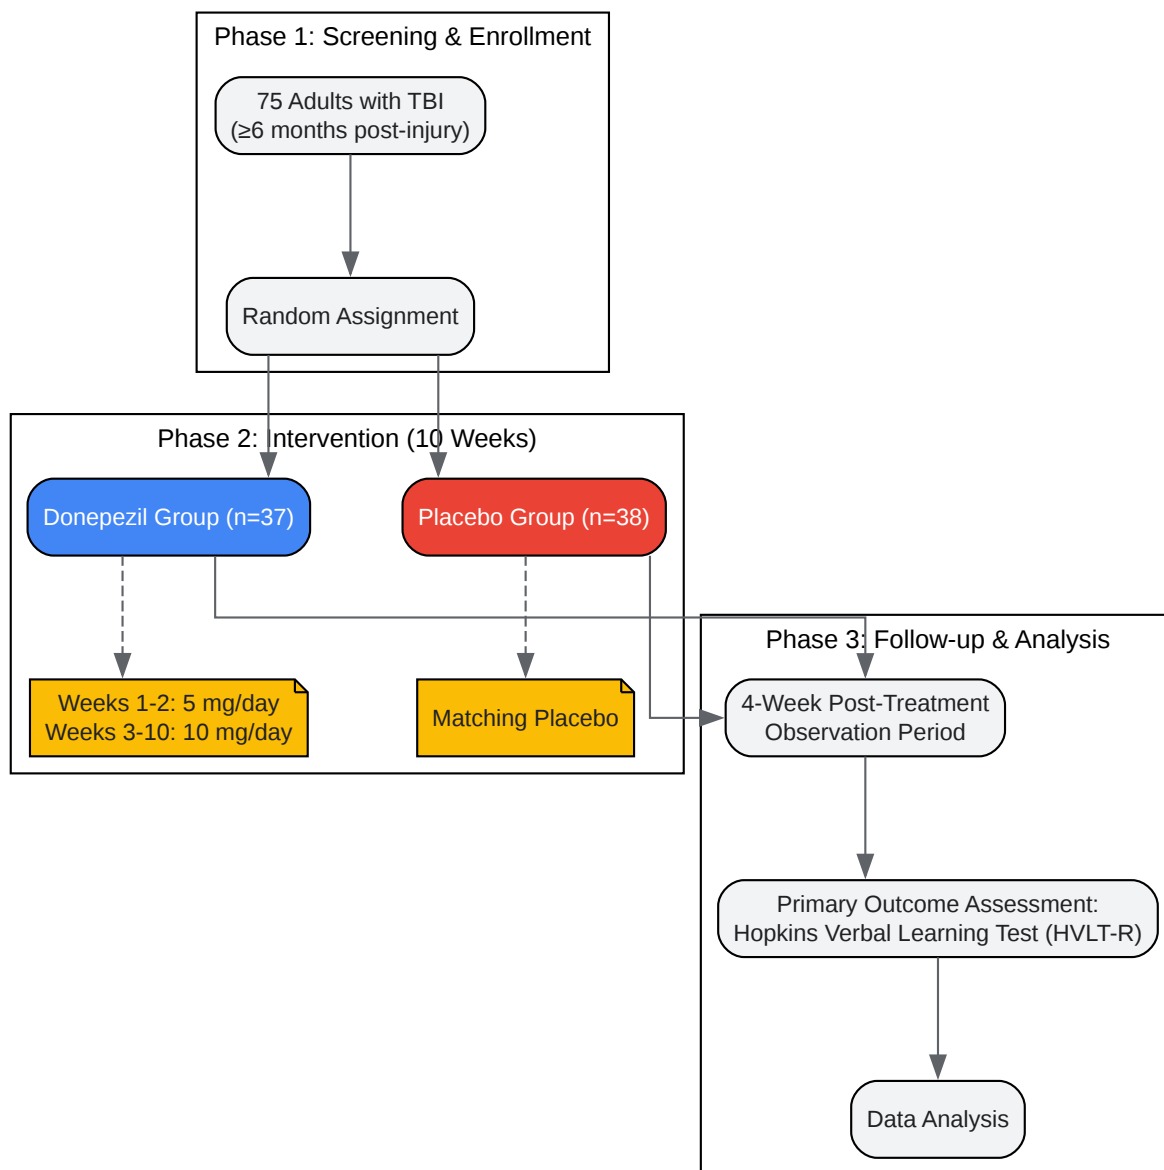 Phase 1: Screening & Enrollment
75 Adults with TBI
(≥6 months post-injury)
Random Assignment
Phase 2: Intervention (10 Weeks)
Donepezil Group (n=37)
Placebo Group (n=38)
Weeks 1-2: 5 mg/day
Weeks 3-10: 10 mg/day
Matching Placebo
Phase 3: Follow-up & Analysis
4-Week Post-Treatment
Observation Period
Primary Outcome Assessment:
Hopkins Verbal Learning Test (HVLT-R)
Data Analysis